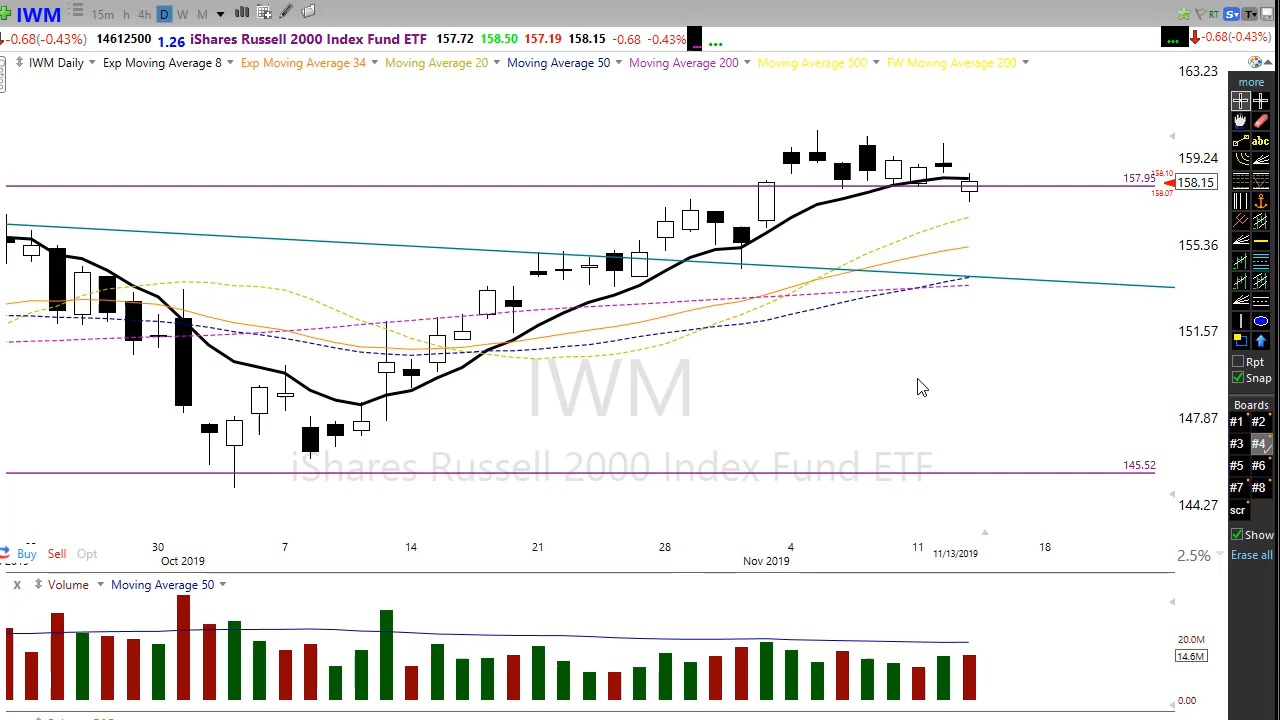 IWM 15m h 4h D W M RT S T
-0.68(-0.43%) 14612500 1.26 iShares Russell 2000 Index Fund ETF 157.72 158.50 157.19 158.15 -0.68 -0.43% ... ... ... -0.68(-0.43%)
IWM Daily Exp Moving Average 8 Exp Moving Average 34 Moving Average 20 Moving Average 50 Moving Average 200 Moving Average 500 FW Moving Average 200
163.23
more
abc
159.24
157.95 158.10
158.15
158.07
155.36
151.57
IWM
Rpt
Snap
Boards
147.87
#1 #2
#3 #4
iShares Russell 2000 Index Fund ETF
145.52
#5 #6
#7 #8
144.27
scr
Show
30 7 14 21 28 4 11 11/13/2019 18
Oct 2019 Nov 2019
Buy Sell Opt
2.5%
Erase all
X Volume Moving Average 50
20.0M
14.6M
0.00